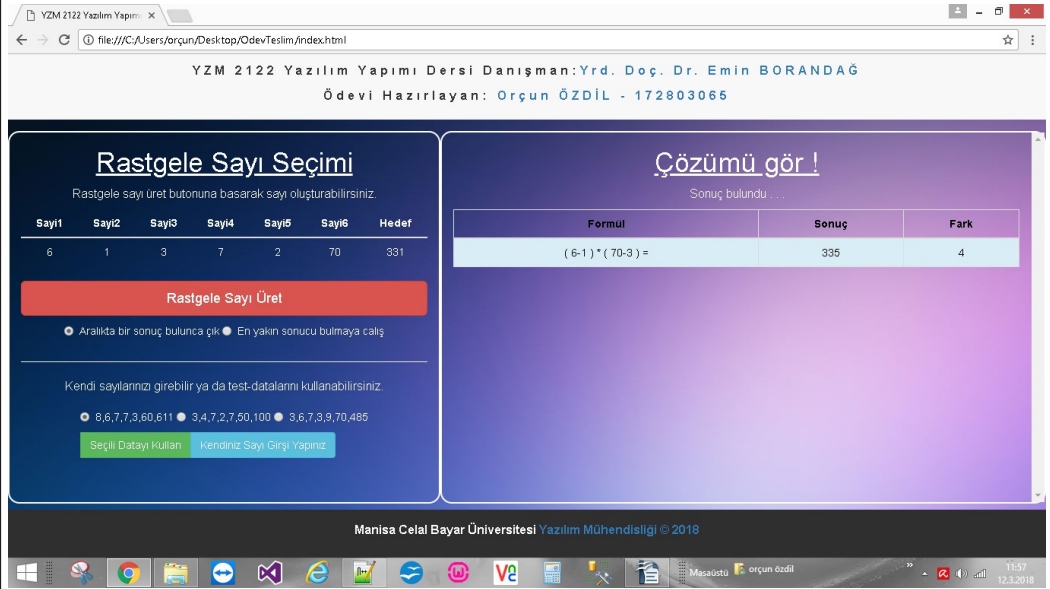 YZM 2122 Yazılım Yapımı
file:///C:/Users/orçun/Desktop/OdevTeslim/index.html
YZM 2122 Yazılım Yapımı Dersi Danışman:Yrd. Doç. Dr. Emin BORANDAĞ
Ödevi Hazırlayan: Orçun ÖZDİL - 172803065
Rastgele Sayı Seçimi
Rastgele sayı üret butonuna basarak sayı oluşturabilirsiniz.
Sayi1 Sayi2 Sayi3 Sayi4 Sayi5 Sayi6 Hedef
6 1 3 7 2 70 331
Rastgele Sayı Üret
Aralıkta bir sonuç bulunca çık En yakın sonucu bulmaya calış
Kendi sayılarınızı girebilir ya da test-datalarını kullanabilirsiniz.
8,6,7,7,3,60,611 3,4,7,2,7,50,100 3,6,7,3,9,70,485
Seçili Datayı Kullan Kendiniz Sayı Girşi Yapınız
Çözümü gör !
Sonuç bulundu . . .
Formül Sonuç Fark
( 6-1 ) * ( 70-3 ) = 335 4
Manisa Celal Bayar Üniversitesi Yazılım Mühendisliği © 2018
Masaüstü orçun özdil
11:57
12.3.2018